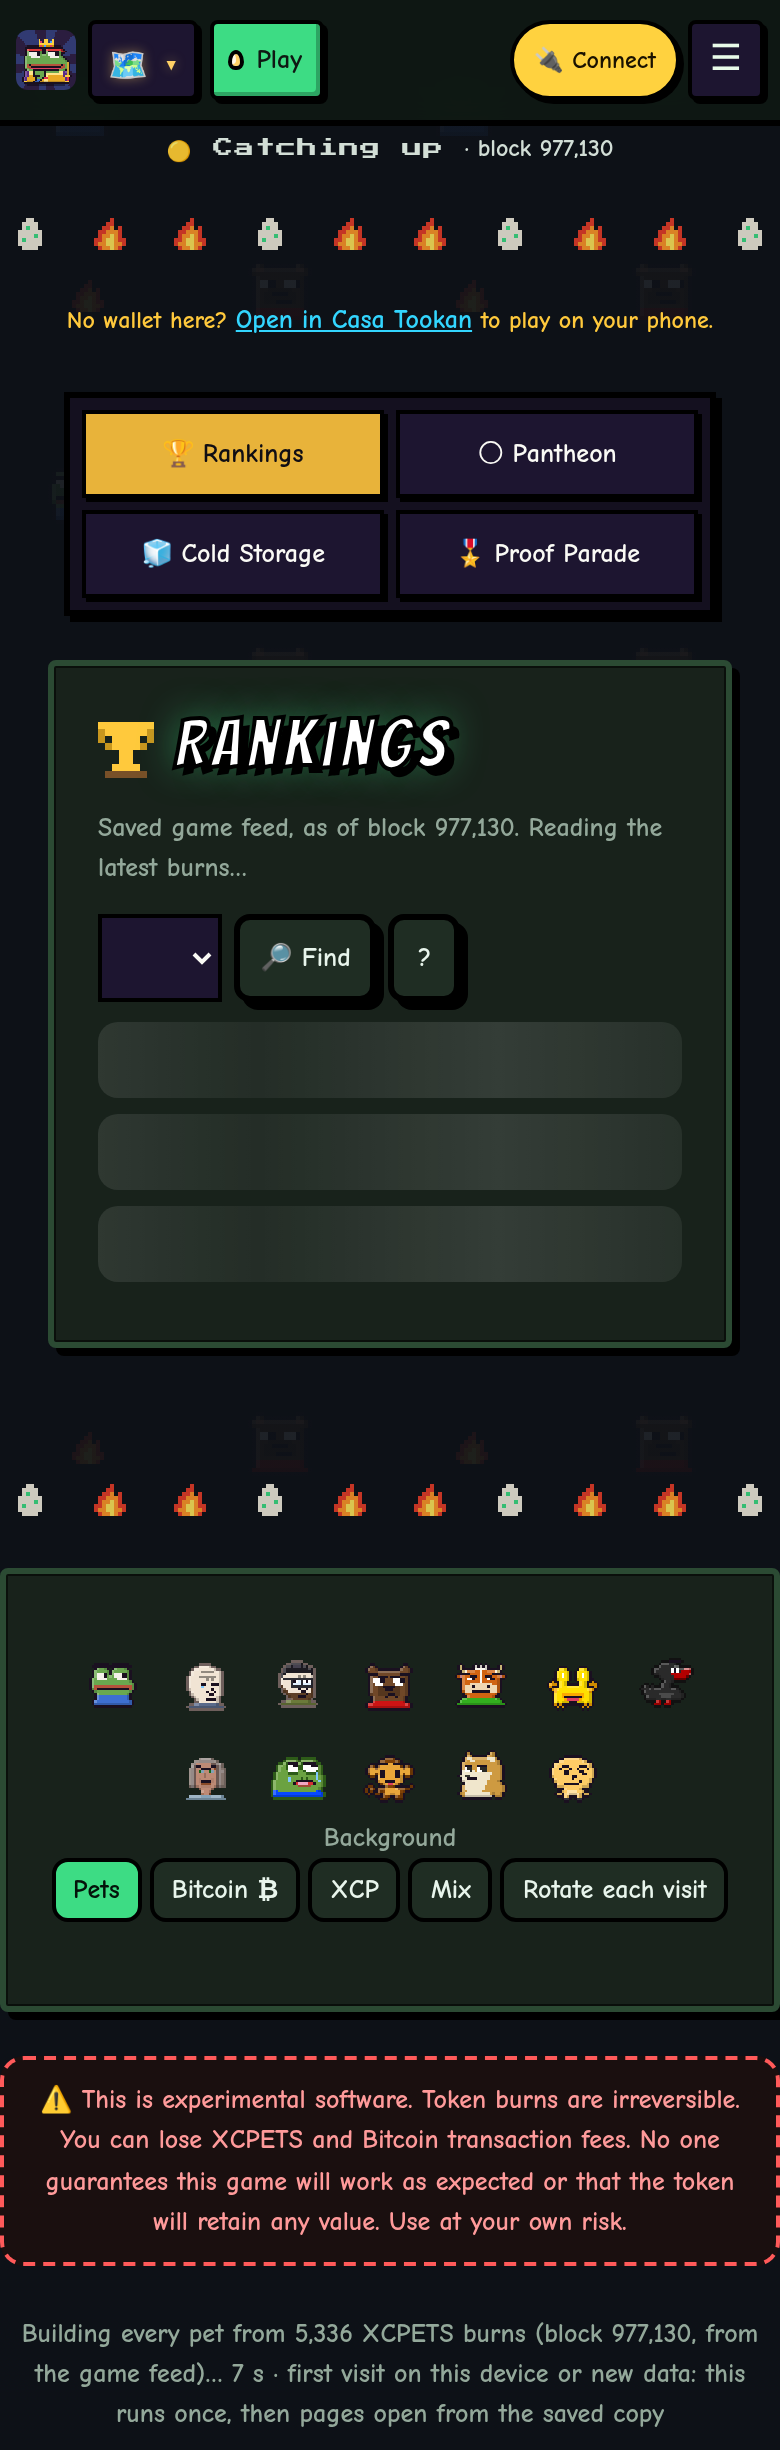 Play
Connect
Catching up · block 977,130
No wallet here? Open in Casa Tookan to play on your phone.
Rankings
Pantheon
Cold Storage
Proof Parade
RANKINGS
Saved game feed, as of block 977,130. Reading the
latest burns...
Find
?
Background
Pets
Bitcoin ₿
XCP
Mix
Rotate each visit
⚠️ This is experimental software. Token burns are irreversible.
You can lose XCPETS and Bitcoin transaction fees. No one
guarantees this game will work as expected or that the token
will retain any value. Use at your own risk.
Building every pet from 5,336 XCPETS burns (block 977,130, from
the game feed)... 7 s · first visit on this device or new data: this
runs once, then pages open from the saved copy